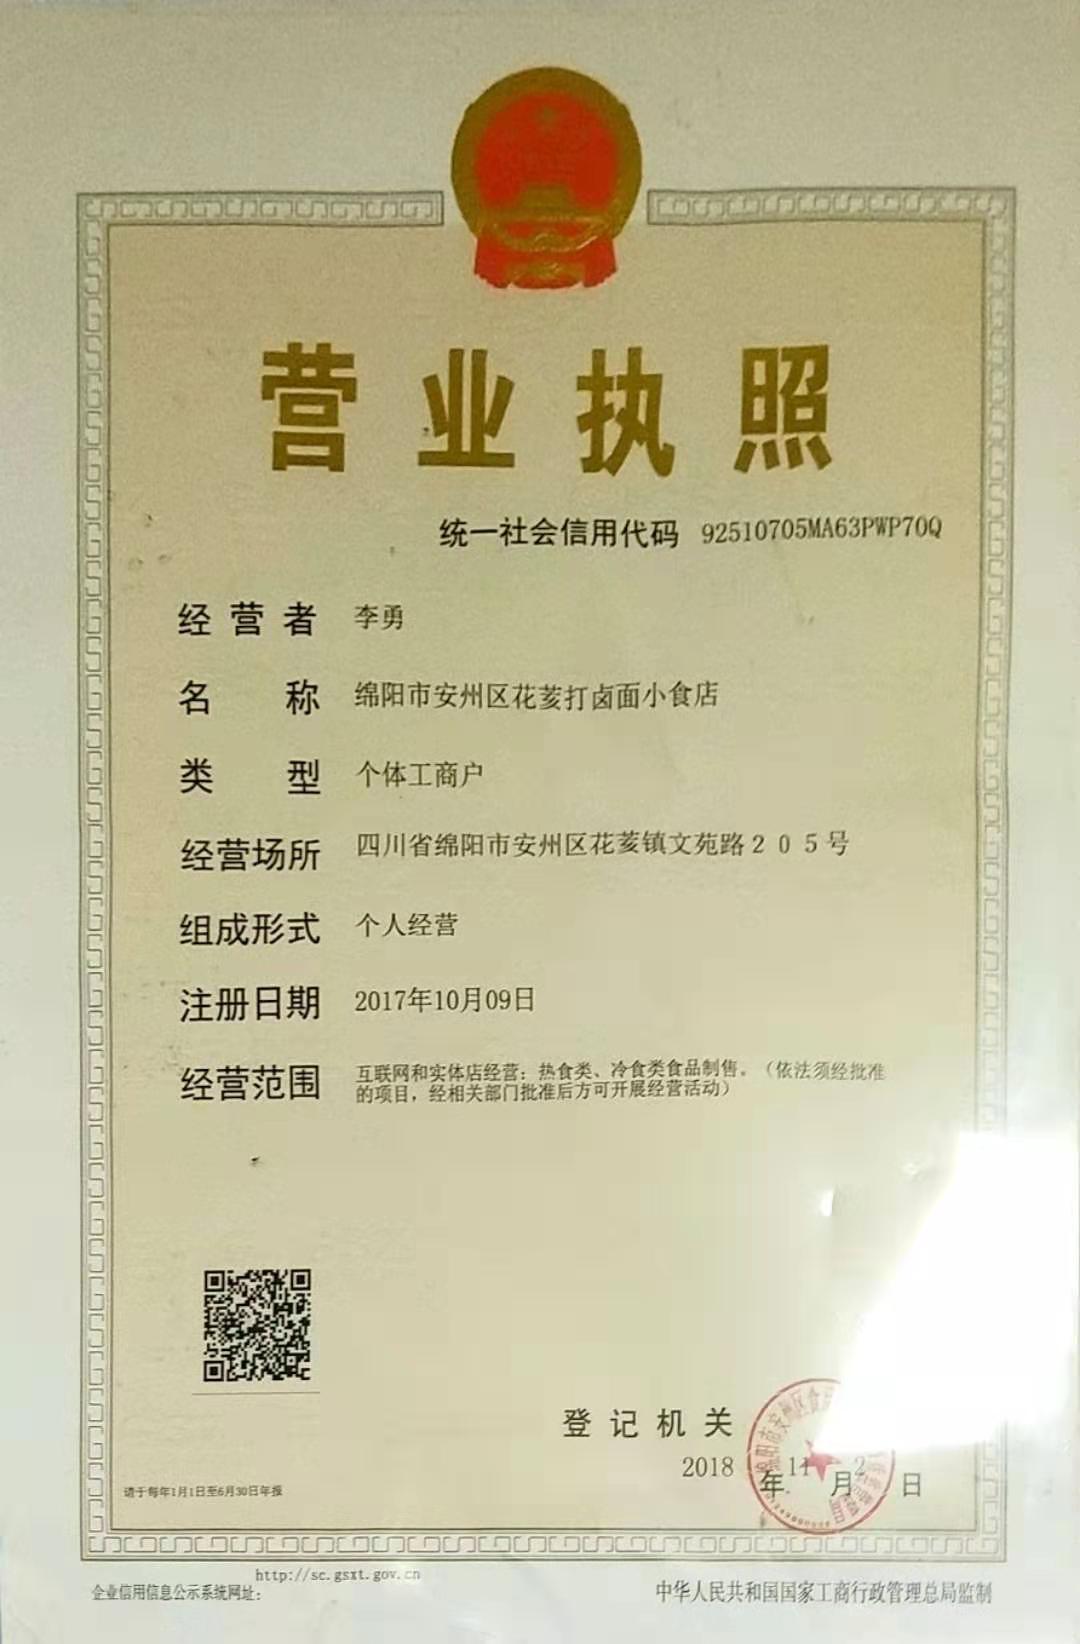 营业执照
统一社会信用代码 92510705MA63PWP70Q
经营者 李勇
名称 绵阳市安州区花荄打卤面小食店
类型 个体工商户
经营场所 四川省绵阳市安州区花荄镇文苑路205号
组成形式 个人经营
注册日期 2017年10月09日
经营范围 互联网和实体店经营：热食类、冷食类食品制售。（依法须经批准
的项目，经相关部门批准后方可开展经营活动）
登记机关
2018年11月2日
请于每年1月1日至6月30日年报
http://sc.gsxt.gov.cn
企业信用信息公示系统网址：
中华人民共和国国家工商行政管理总局监制